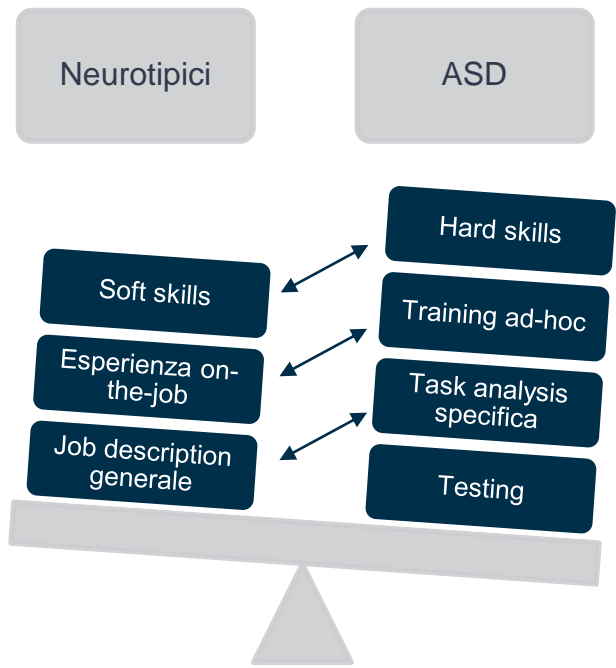 Neurotipici
ASD
Soft skills
Esperienza on-
the-job
Job description
generale
Hard skills
Training ad-hoc
Task analysis
specifica
Testing